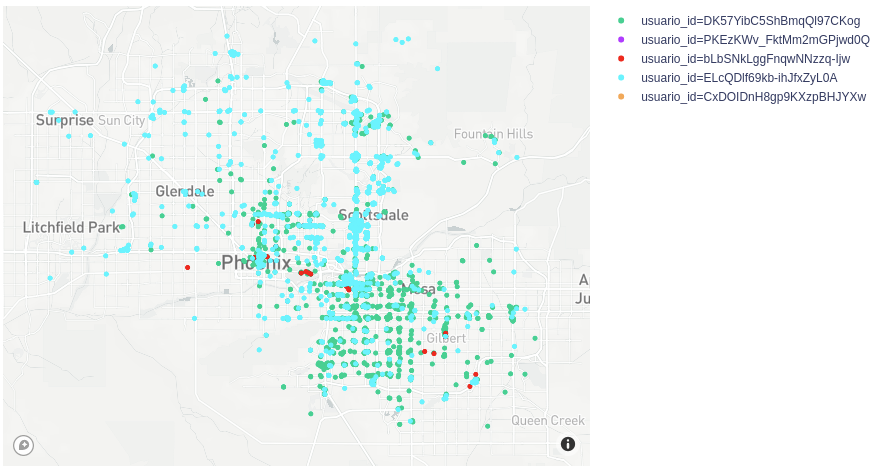 usuario_id=DK57YibC5ShBmqQl97CKog
usuario_id=PKEzKWv_FktMm2mGPjwd0Q
usuario_id=bLbSNkLggFnqwNNzzq-Ijw
usuario_id=ELcQDlf69kb-ihJfxZyL0A
usuario_id=CxDOIDnH8gp9KXzpBHJYXw
Surprise Sun City
Fountain Hills
Glendale
Scottsdale
Litchfield Park
Phoenix
Mesa
A
Ju
Gilbert
Queen Creek